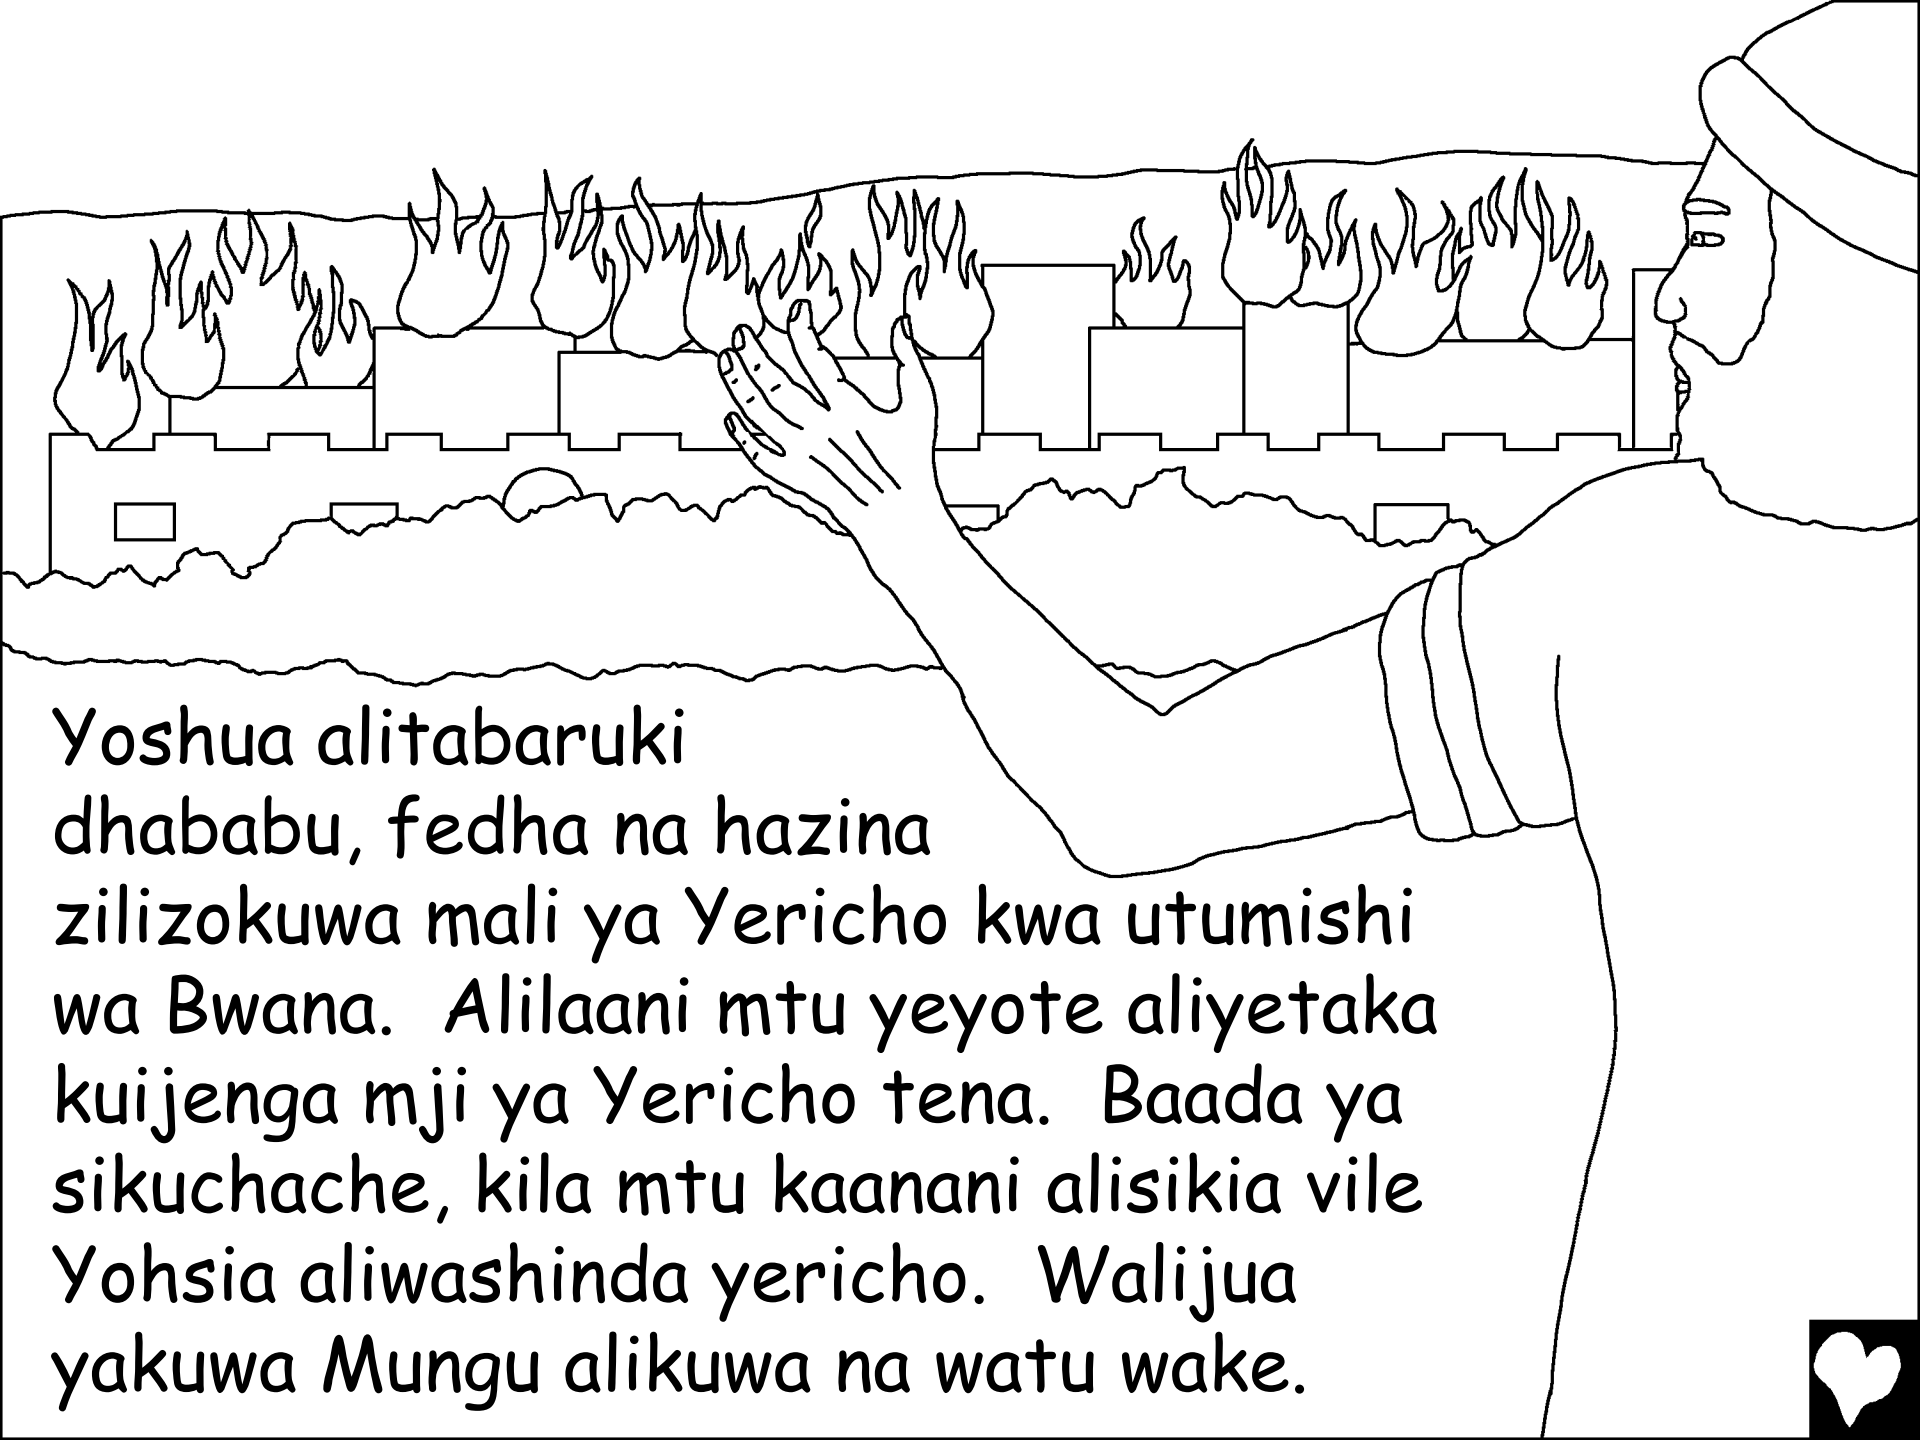 Yoshua alitabaruki
dhababu, fedha na hazina
zilizokuwa mali ya Yericho kwa utumishi
wa Bwana.  Alilaani mtu yeyote aliyetaka
kuijenga mji ya Yericho tena.  Baada ya
sikuchache, kila mtu kaanani alisikia vile
Yohsia aliwashinda yericho.  Walijua
yakuwa Mungu alikuwa na watu wake.